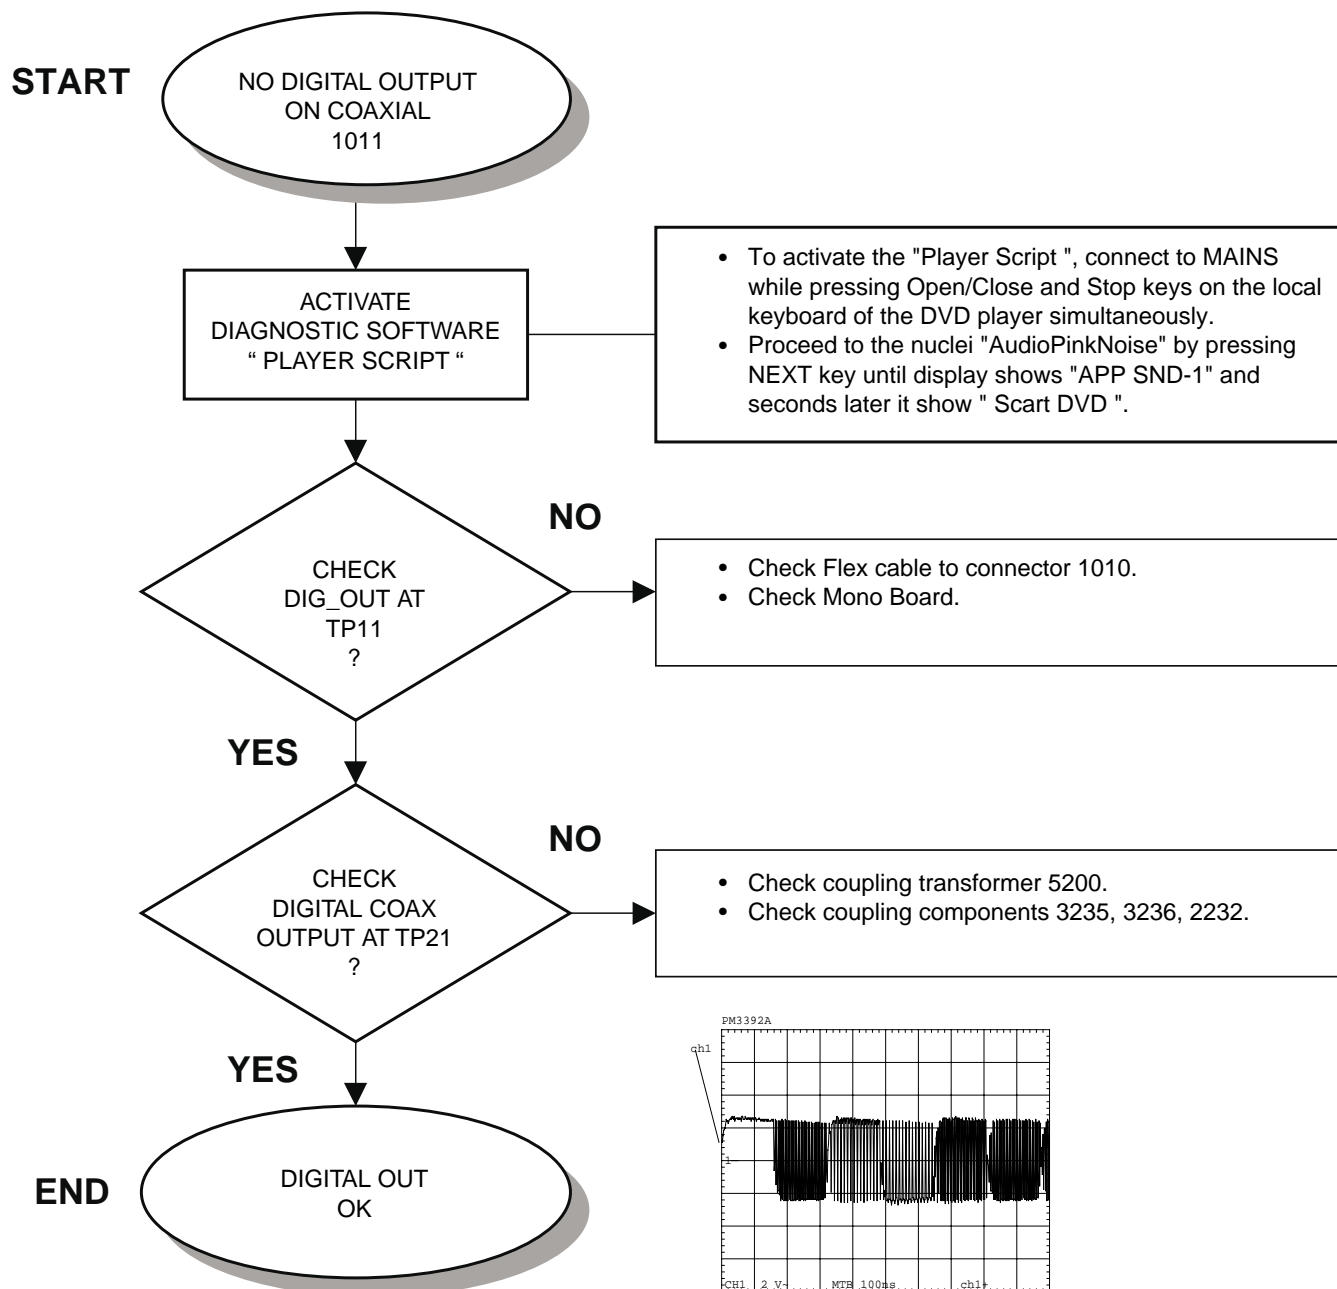 START
NO DIGITAL OUTPUT
ON COAXIAL
1011
ACTIVATE
DIAGNOSTIC SOFTWARE
“ PLAYER SCRIPT “
• To activate the "Player Script ", connect to MAINS
while pressing Open/Close and Stop keys on the local
keyboard of the DVD player simultaneously.
• Proceed to the nuclei "AudioPinkNoise" by pressing
NEXT key until display shows "APP SND-1" and
seconds later it show " Scart DVD ".
NO
CHECK
DIG_OUT AT
TP11
?
• Check Flex cable to connector 1010.
• Check Mono Board.
YES
NO
CHECK
DIGITAL COAX
OUTPUT AT TP21
?
• Check coupling transformer 5200.
• Check coupling components 3235, 3236, 2232.
YES
END
DIGITAL OUT
OK
PM3392A
ch1
1-
CH1 2 V~ MTB 100ns ch1+